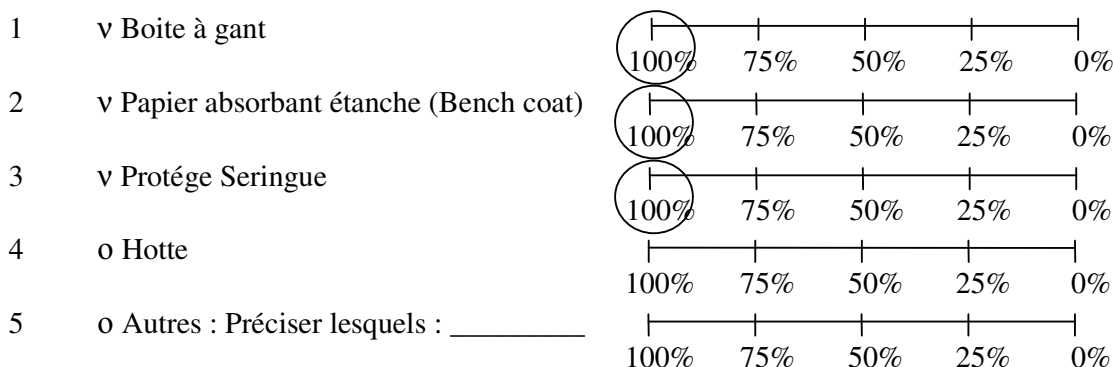 1 ν Boite à gant
100% 75% 50% 25% 0%
2 ν Papier absorbant étanche (Bench coat)
100% 75% 50% 25% 0%
3 ν Protége Seringue
100% 75% 50% 25% 0%
4 ο Hotte
100% 75% 50% 25% 0%
5 ο Autres : Préciser lesquels : _________
100% 75% 50% 25% 0%